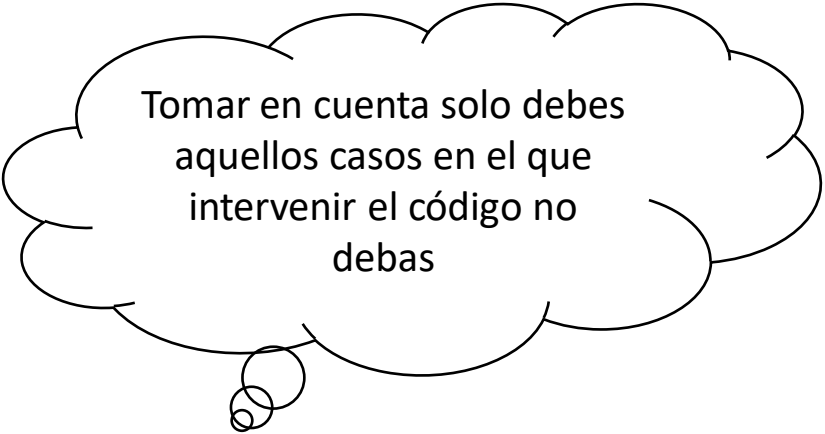 Tomar en cuenta solo debes
aquellos casos en el que
intervenir el código no
debas